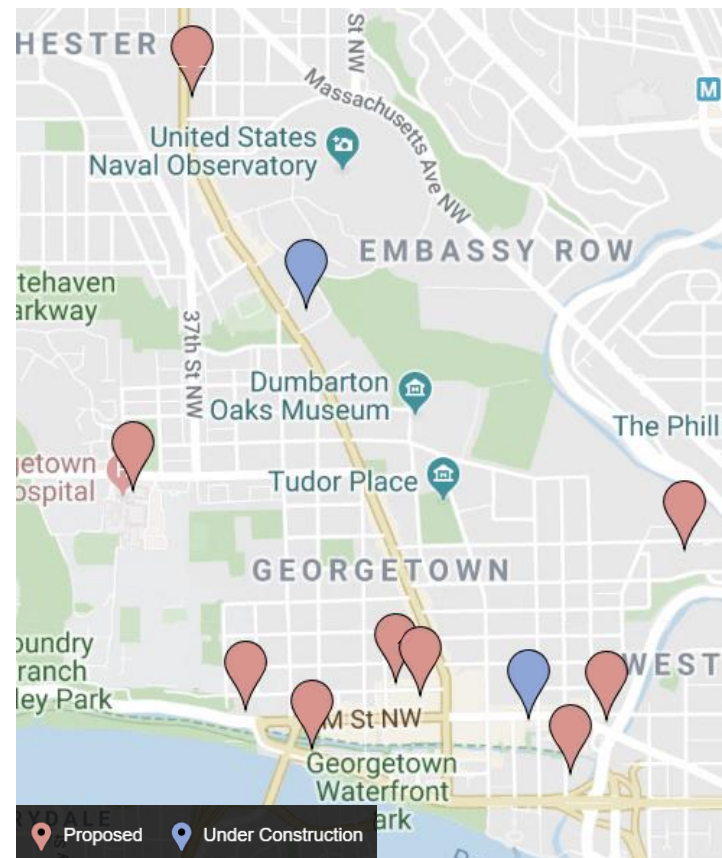 HESTER
St NW
Massachusetts Ave NW
M
United States
Naval Observatory
EMBASSY ROW
tehaven
arkway
37th St NW
Dumbarton
Oaks Museum
The Phill
getown
ospital
Tudor Place
GEORGETOWN
oundry
ranch
ley Park
WEST
M St NW
Georgetown
Waterfront
ark
RYDALE
Proposed
Under Construction